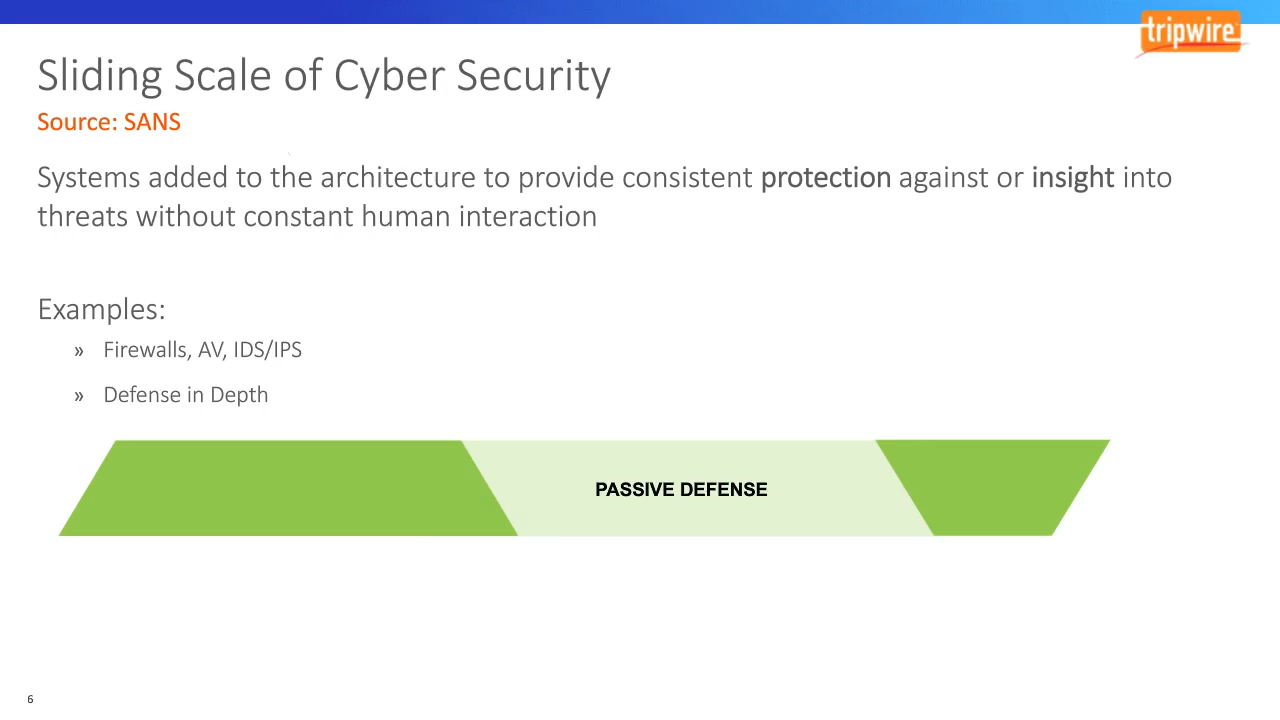 tripwire
Sliding Scale of Cyber Security
Source: SANS
Systems added to the architecture to provide consistent protection against or insight into
threats without constant human interaction
Examples:
» Firewalls, AV, IDS/IPS
» Defense in Depth
PASSIVE DEFENSE
6